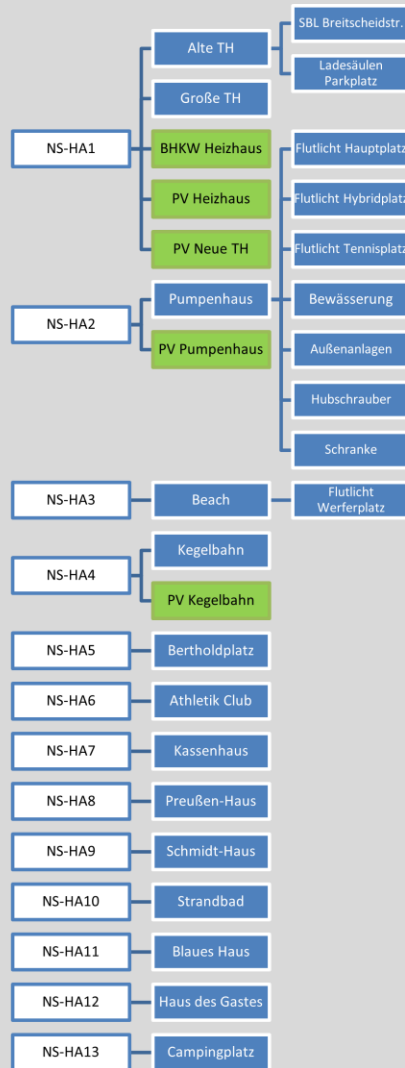 SBL Breitscheidstr.
Alte TH
Ladesäulen
Parkplatz
Große TH
NS-HA1
BHKW Heizhaus
Flutlicht Hauptplatz
PV Heizhaus
Flutlicht Hybridplatz
PV Neue TH
Flutlicht Tennisplatz
Pumpenhaus
Bewässerung
NS-HA2
PV Pumpenhaus
Außenanlagen
Hubschrauber
Schranke
NS-HA3
Beach
Flutlicht
Werferplatz
Kegelbahn
NS-HA4
PV Kegelbahn
NS-HA5
Bertholdplatz
NS-HA6
Athletik Club
NS-HA7
Kassenhaus
NS-HA8
Preußen-Haus
NS-HA9
Schmidt-Haus
NS-HA10
Strandbad
NS-HA11
Blaues Haus
NS-HA12
Haus des Gastes
NS-HA13
Campingplatz